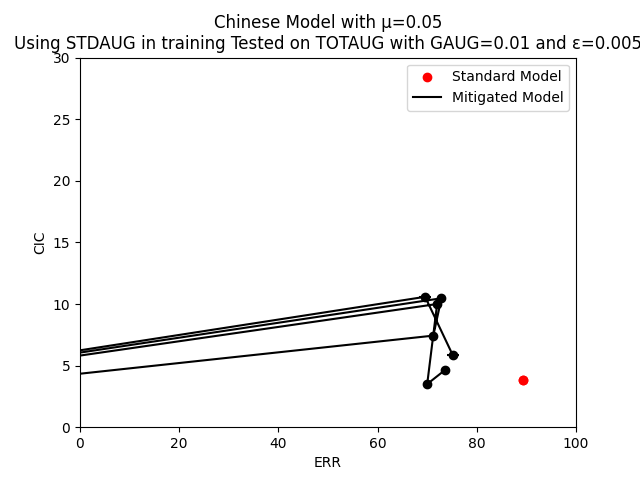 Chinese Model with μ=0.05
Using STDAUG in training Tested on TOTAUG with GAUG=0.01 and ε=0.005
Standard Model
Mitigated Model
30
25
20
15
10
5
0
CIC
0 20 40 60 80 100
ERR